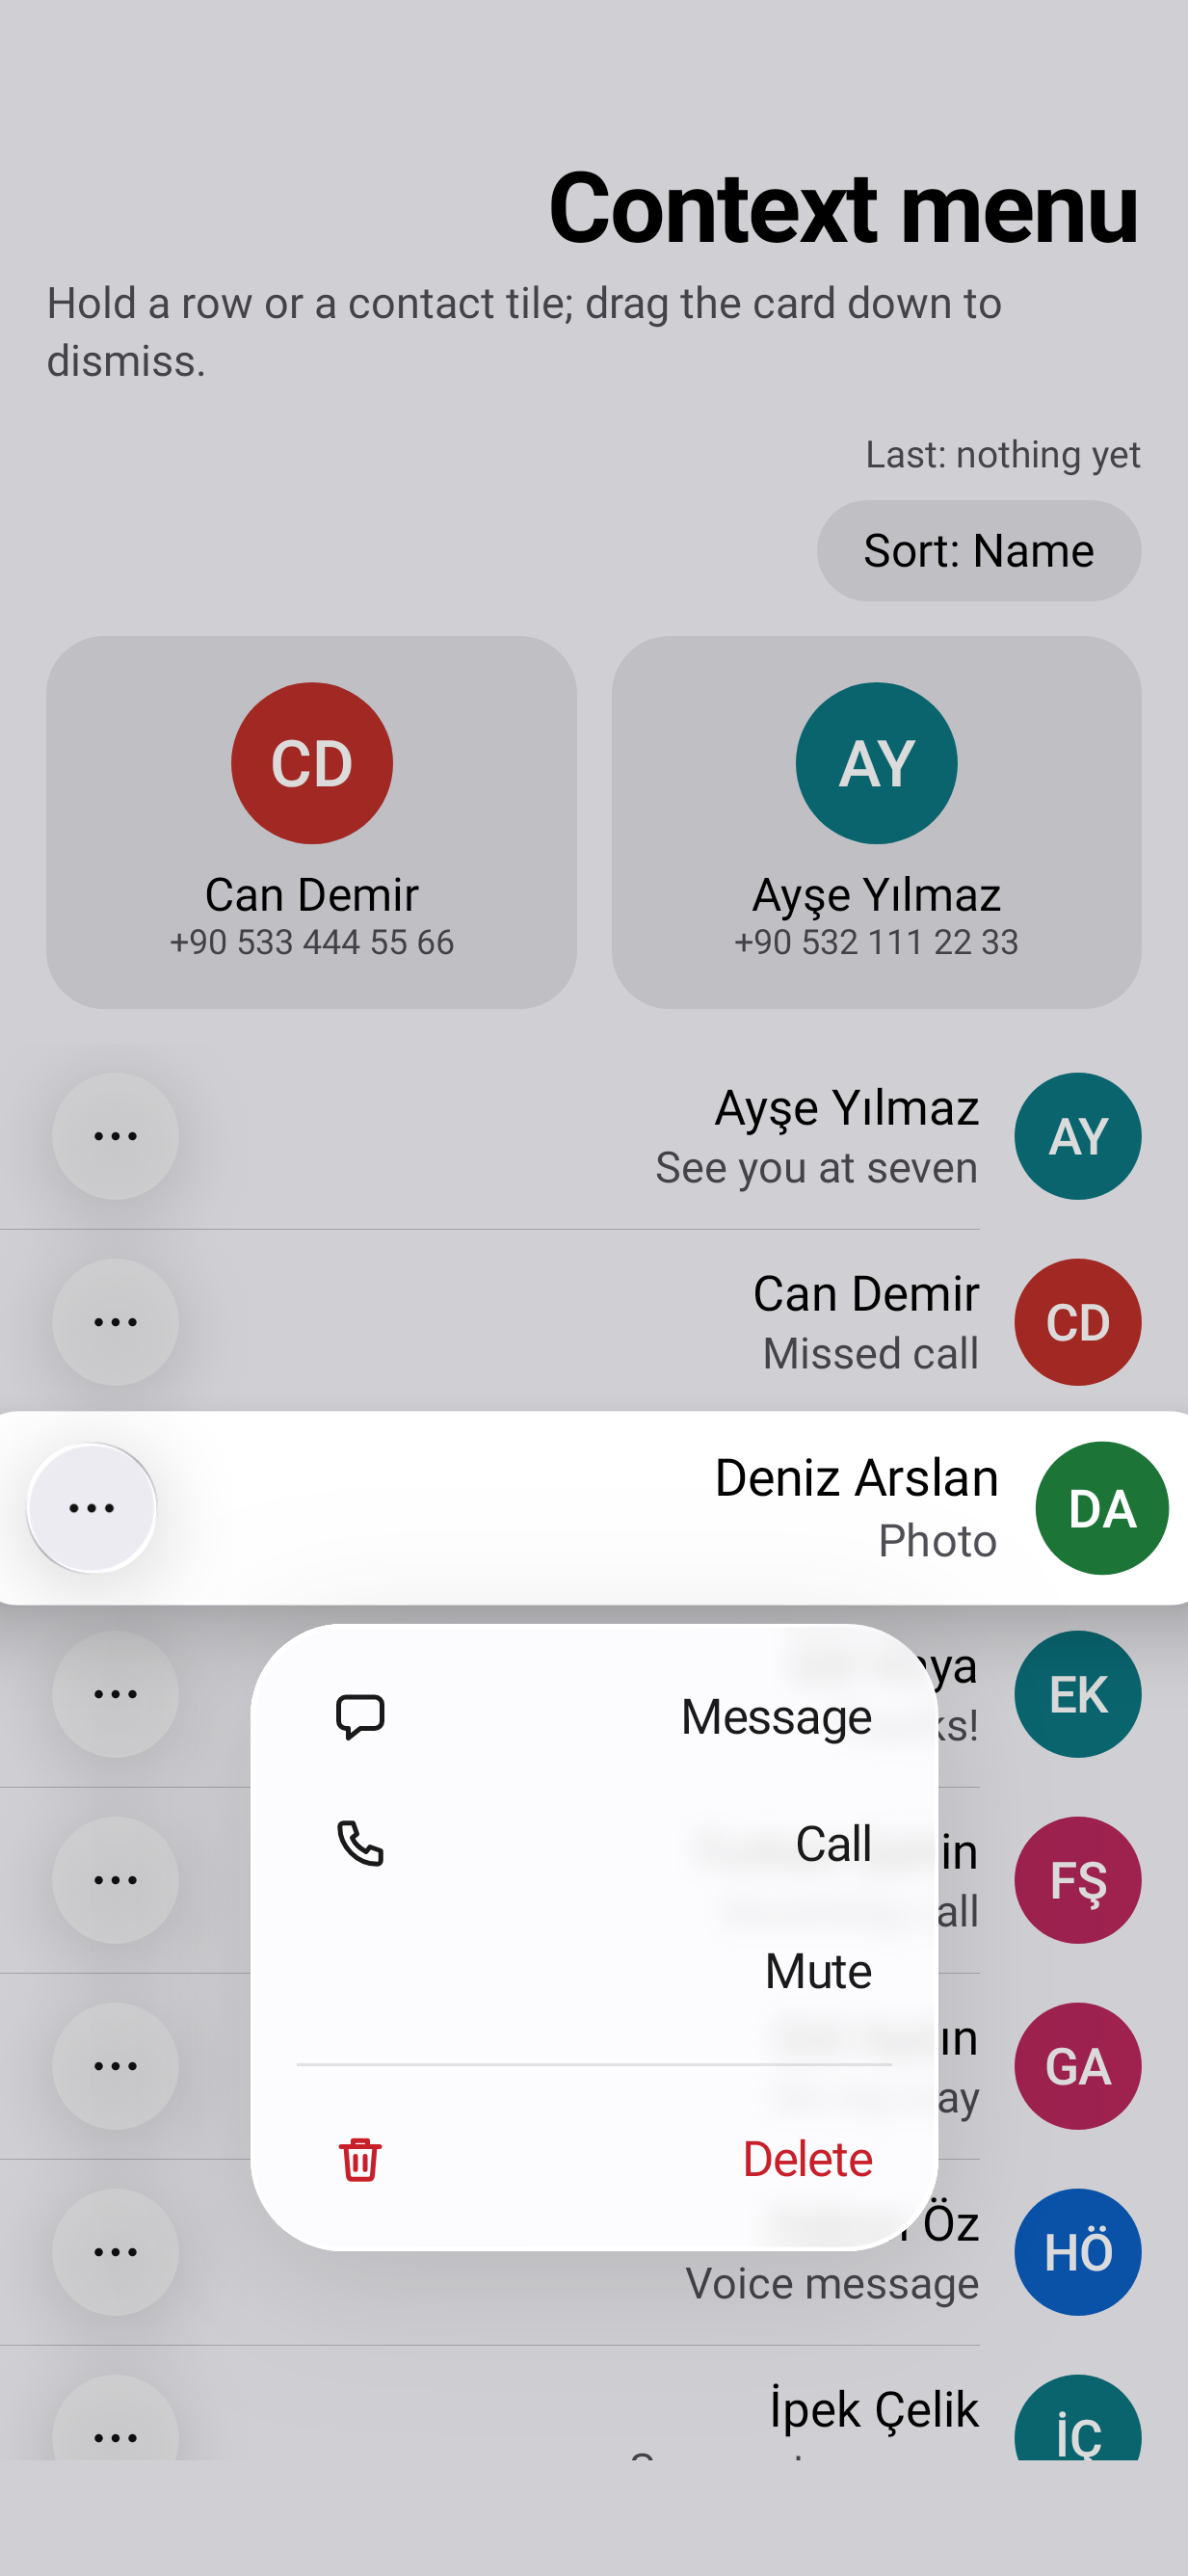 Context menu
Hold a row or a contact tile; drag the card down to
dismiss.
Last: nothing yet
Sort: Name
CD
Can Demir
+90 533 444 55 66
AY
Ayşe Yılmaz
+90 532 111 22 33
Ayşe Yılmaz
See you at seven
AY
Can Demir
Missed call
CD
Deniz Arslan
Photo
DA
EK
Message
Call
FŞ
Mute
GA
Delete
Öz
Voice message
HÖ
İpek Çelik
İÇ